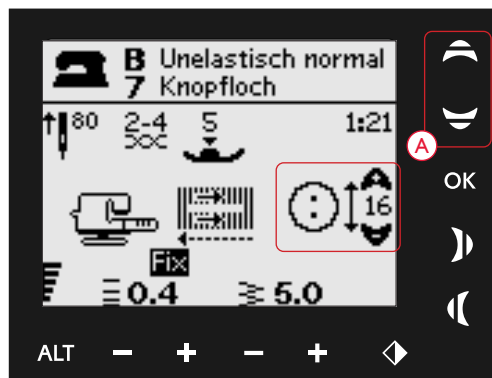 B Unelastisch normal
7 Knopfloch
80 2-4 5 1:21
A
OK
16
Fix
0.4 5.0
ALT - + - +